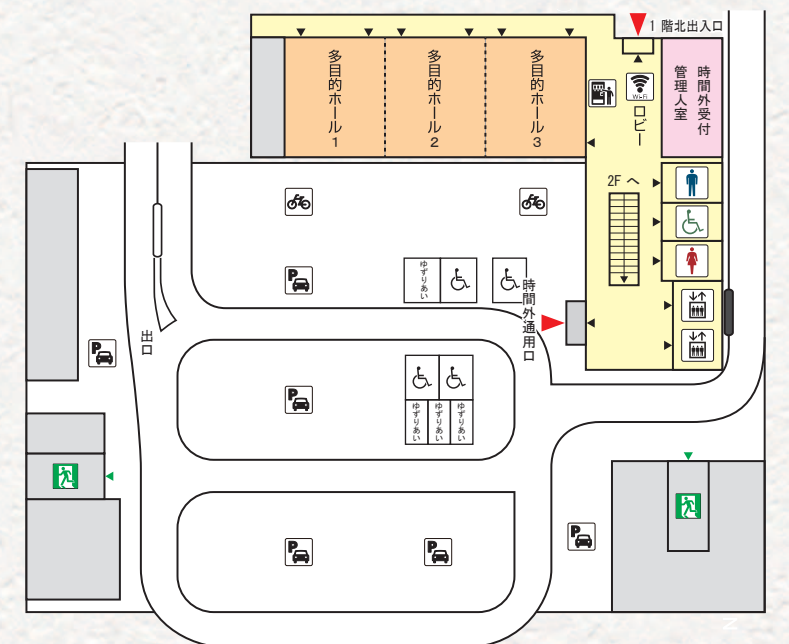 1 階北出入口
多目的ホール1
多目的ホール2
多目的ホール3
Wi-Fi
ロビー
時間外受付
管理人室
2F へ
P
ゆずりあい
時間外通用口
出口
P
P
ゆずりあい
ゆずりあい
ゆずりあい
P
P
P
N